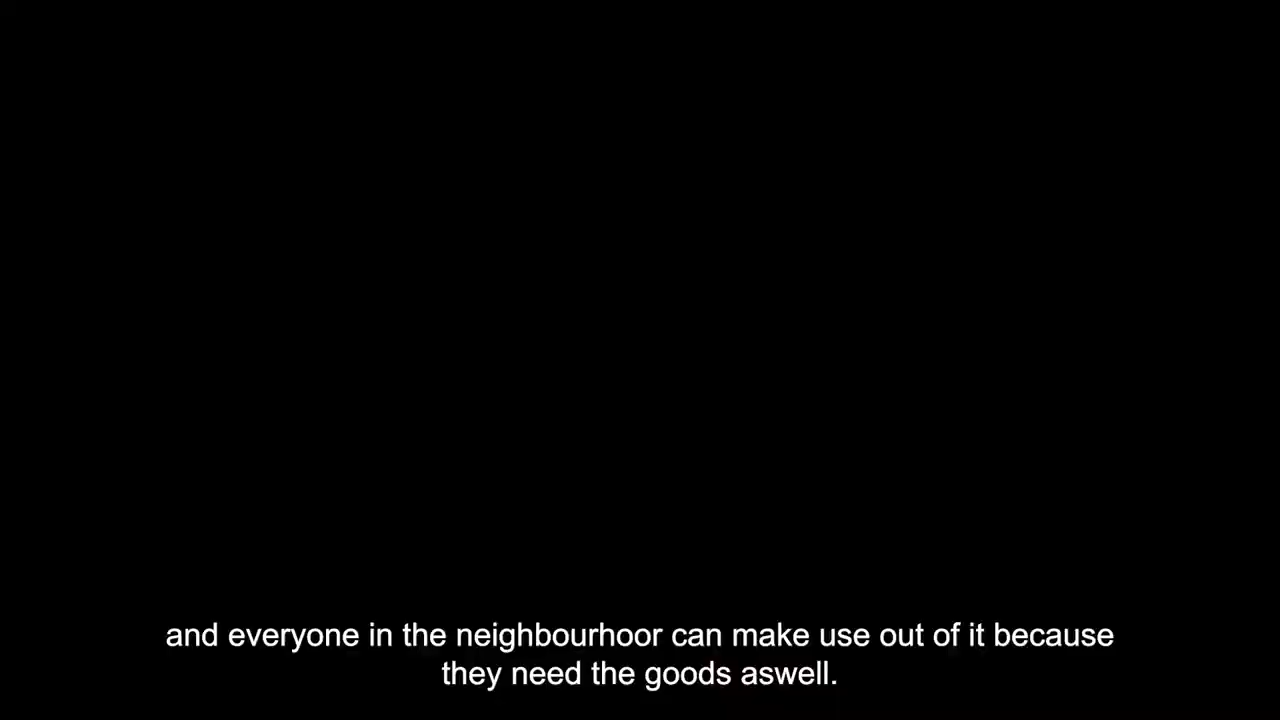 and everyone in the neighbourhoor can make use out of it because
they need the goods aswell.